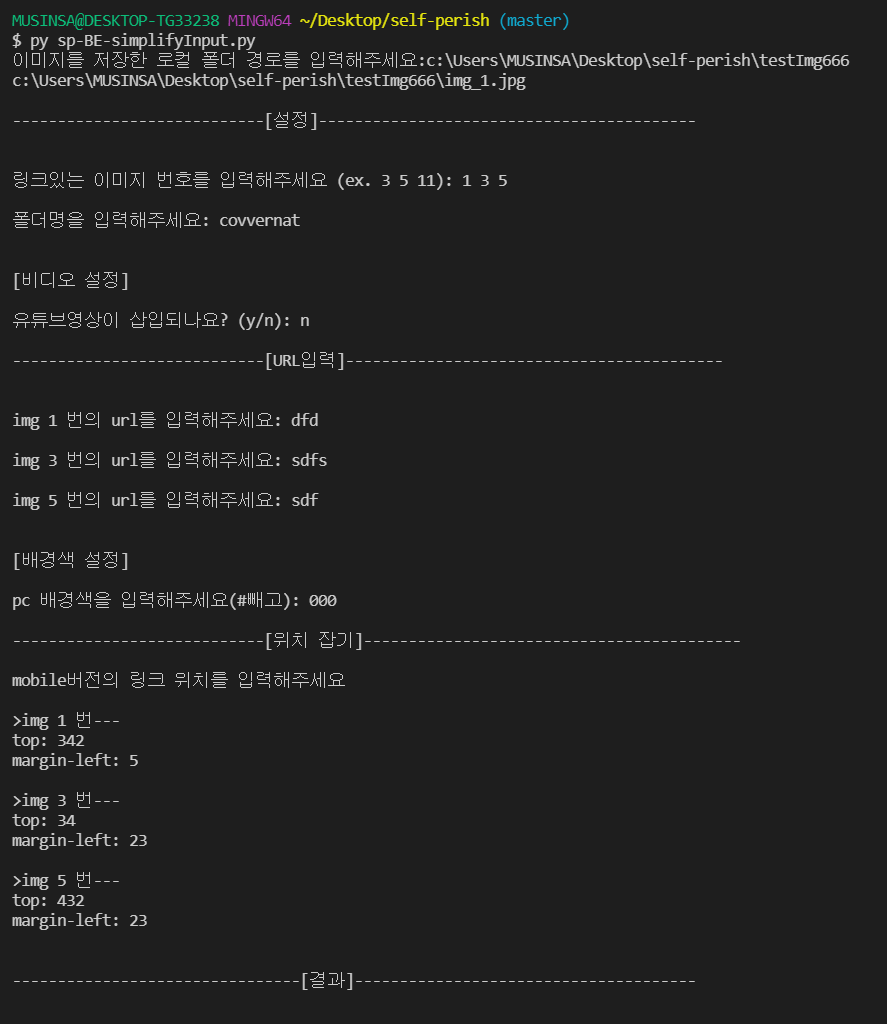 MUSINSA@DESKTOP-TG33238 MINGW64 ~/Desktop/self-perish (master)
$ py sp-BE-simplifyInput.py
이미지를 저장한 로컬 폴더 경로를 입력해주세요:c:\Users\MUSINSA\Desktop\self-perish\testImg666
c:\Users\MUSINSA\Desktop\self-perish\testImg666\img_1.jpg
----------------------------[설정]------------------------------------------
링크있는 이미지 번호를 입력해주세요 (ex. 3 5 11): 1 3 5
폴더명을 입력해주세요: covvernat
[비디오 설정]
유튜브영상이 삽입되나요? (y/n): n
----------------------------[URL입력]------------------------------------------
img 1 번의 url를 입력해주세요: dfd
img 3 번의 url를 입력해주세요: sdfs
img 5 번의 url를 입력해주세요: sdf
[배경색 설정]
pc 배경색을 입력해주세요(#빼고): 000
----------------------------[위치 잡기]------------------------------------------
mobile버전의 링크 위치를 입력해주세요
>img 1 번---
top: 342
margin-left: 5
>img 3 번---
top: 34
margin-left: 23
>img 5 번---
top: 432
margin-left: 23
--------------------------------[결과]--------------------------------------